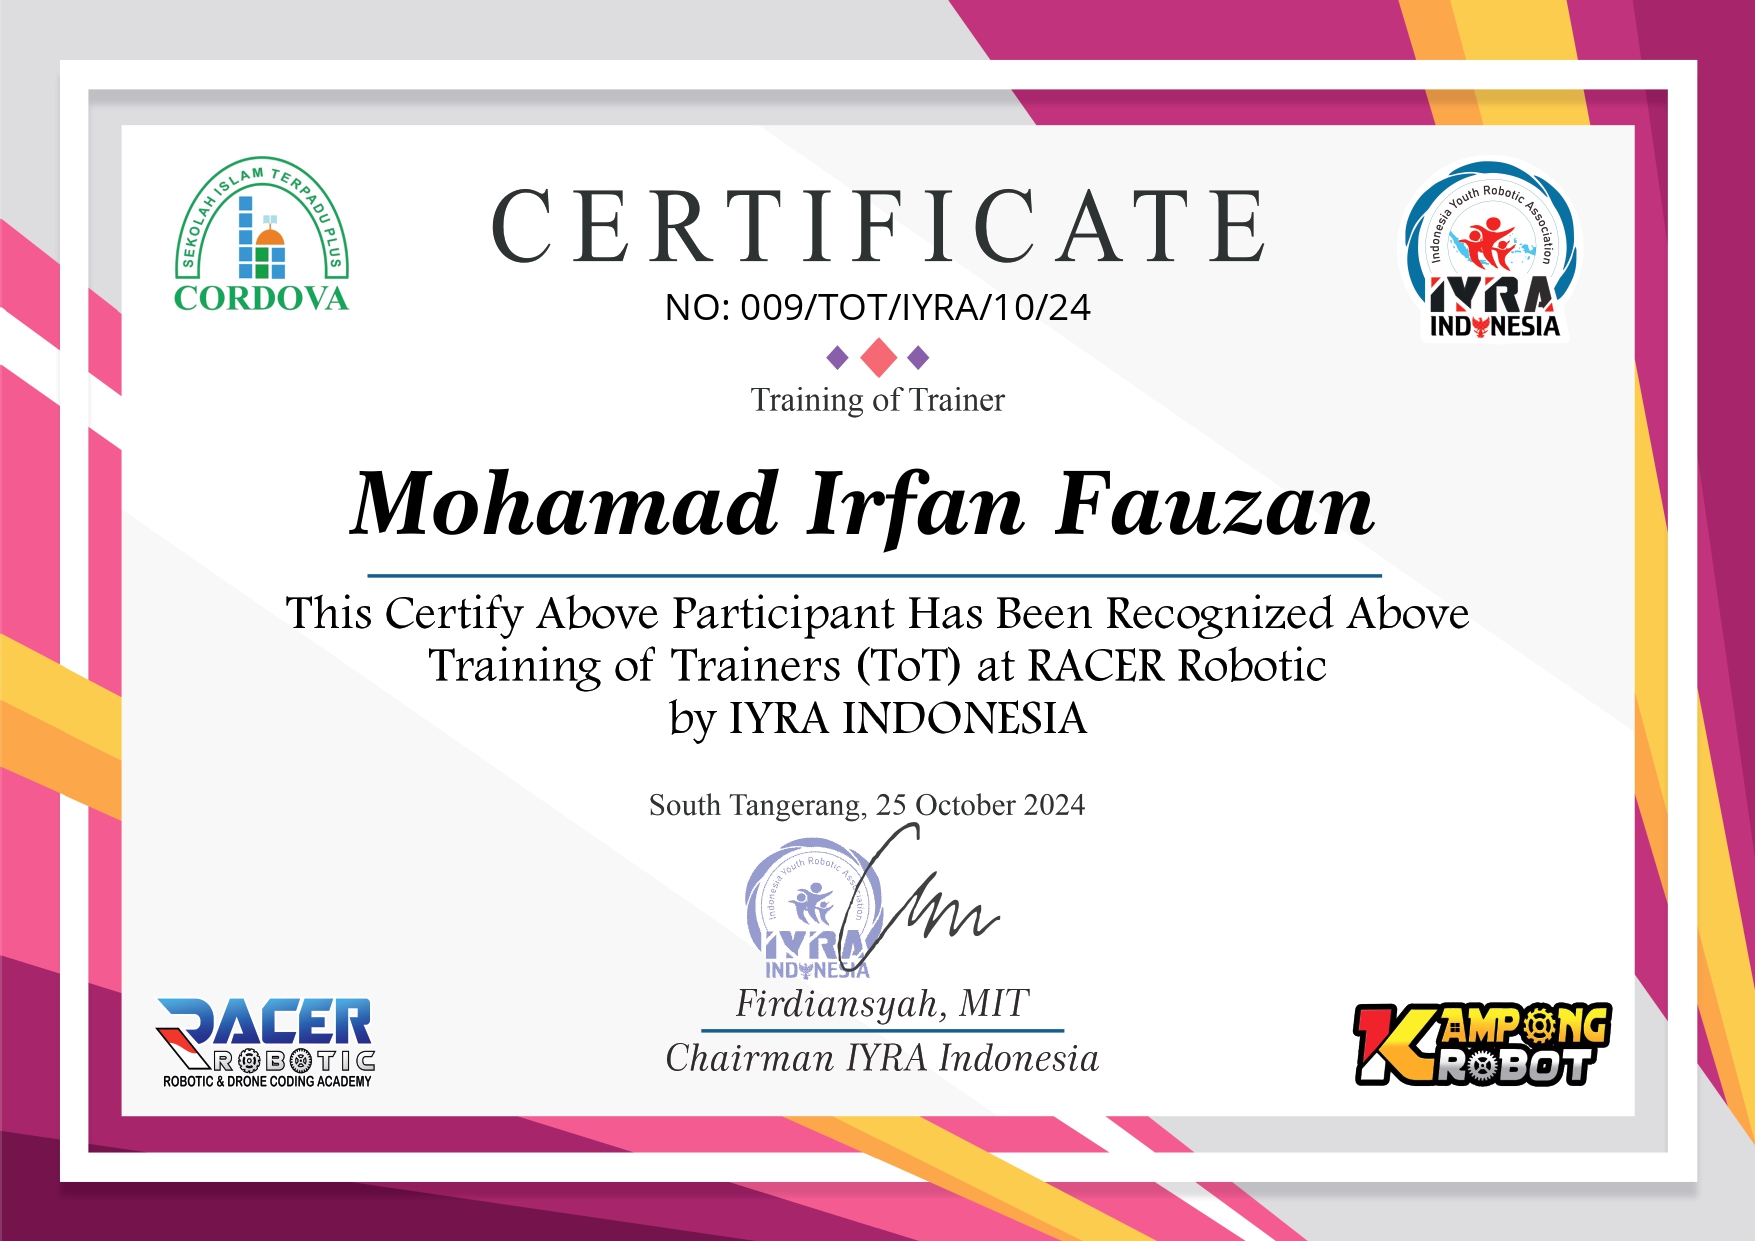 SEKOLAH ISLAM TERPADU PLUS
CORDOVA
CERTIFICATE
Indonesia Youth Robotic Association
IYRA
INDONESIA
NO: 009/TOT/IYRA/10/24
Training of Trainer
Mohamad Irfan Fauzan
This Certify Above Participant Has Been Recognized Above
Training of Trainers (ToT) at RACER Robotic
by IYRA INDONESIA
South Tangerang, 25 October 2024
Indonesia Youth Robotic Association
IYRA
INDONESIA
Firdiansyah, MIT
Chairman IYRA Indonesia
RACER
ROBOTIC
ROBOTIC & DRONE CODING ACADEMY
KAMPONG
ROBOT